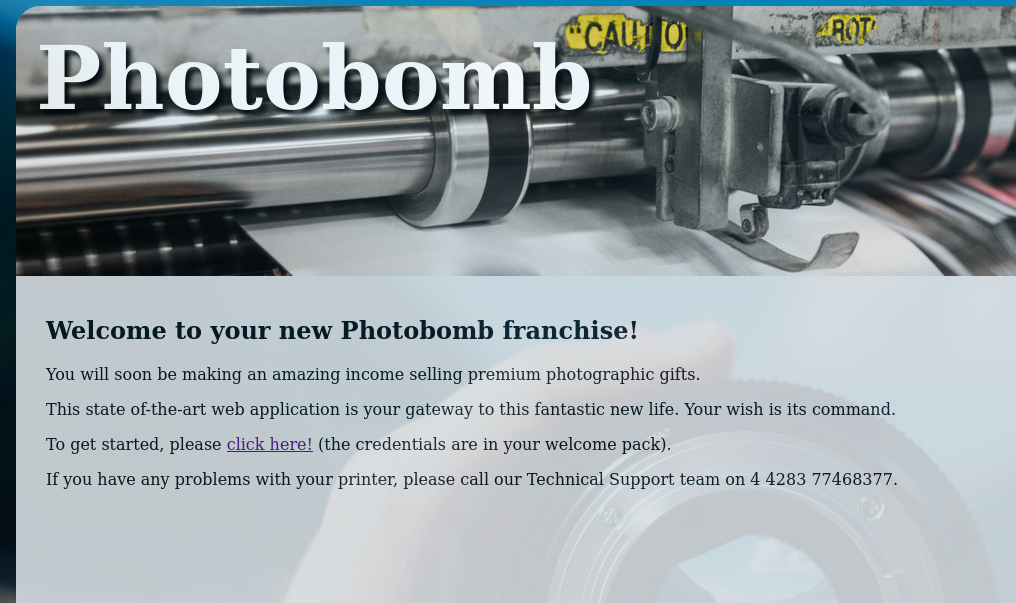 Photobomb
"CAUTIO
ROT
Welcome to your new Photobomb franchise!
You will soon be making an amazing income selling premium photographic gifts.
This state of-the-art web application is your gateway to this fantastic new life. Your wish is its command.
To get started, please click here! (the credentials are in your welcome pack).
If you have any problems with your printer, please call our Technical Support team on 4 4283 77468377.